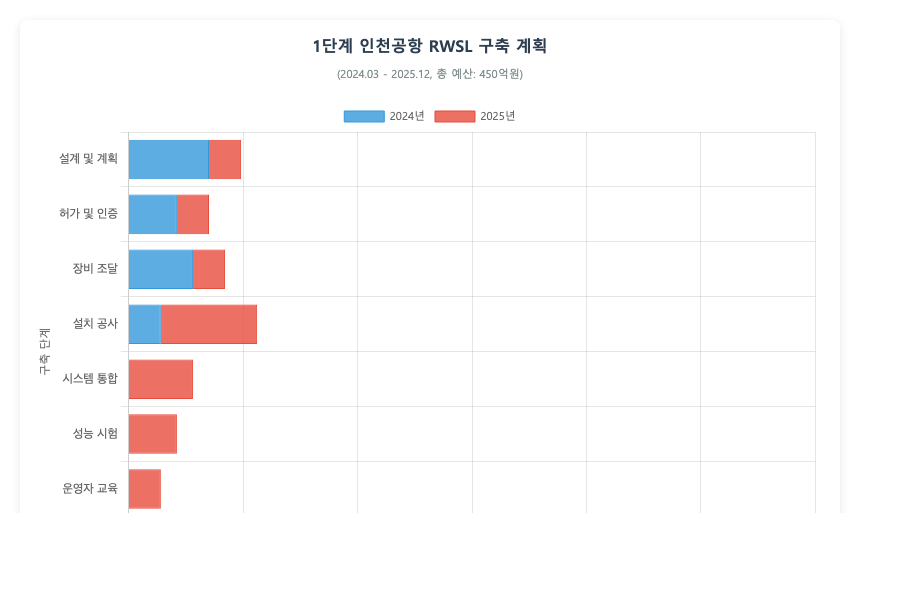 1단계 인천공항 RWSL 구축 계획
(2024.03 - 2025.12, 총 예산: 450억원)
2024년 2025년
설계 및 계획
허가 및 인증
장비 조달
설치 공사
시스템 통합
성능 시험
운영자 교육
구축 단계